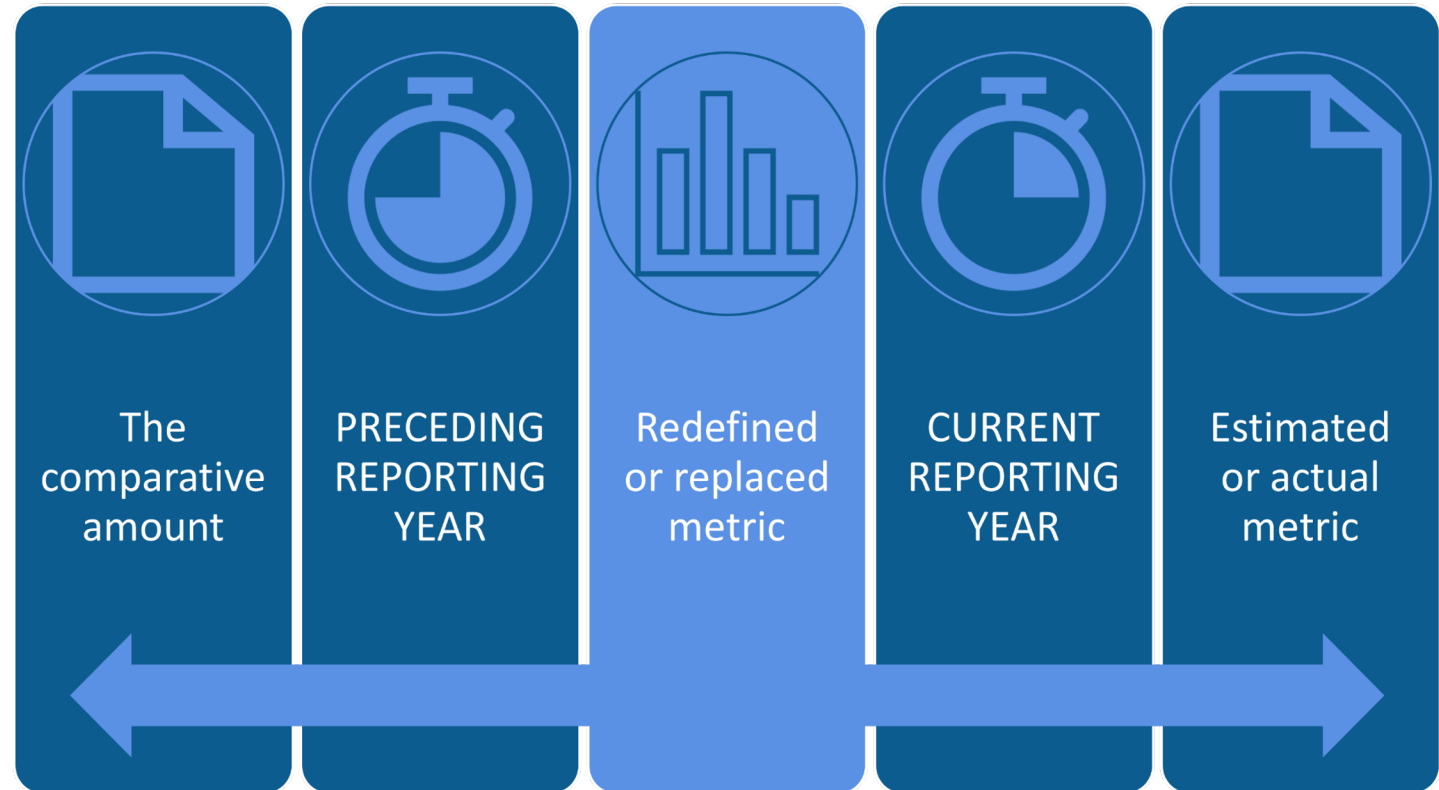 The
comparative
amount
PRECEDING
REPORTING
YEAR
Redefined
or replaced
metric
CURRENT
REPORTING
YEAR
Estimated
or actual
metric